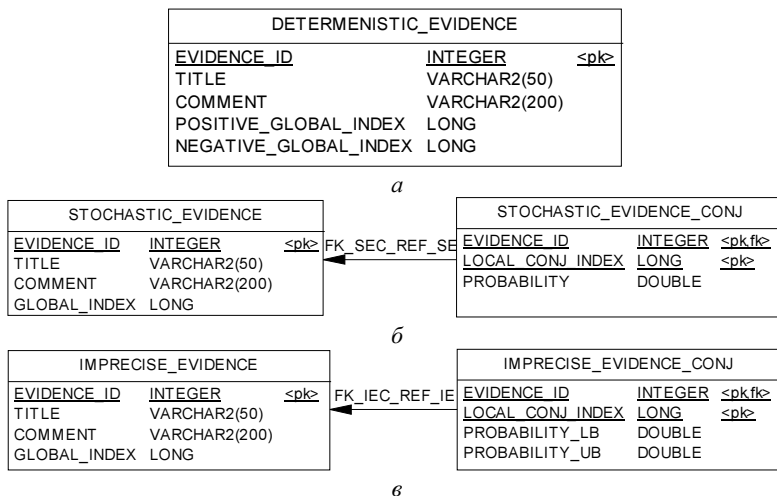 DETERMENISTIC_EVIDENCE
EVIDENCE_ID INTEGER <pk>
TITLE VARCHAR2(50)
COMMENT VARCHAR2(200)
POSITIVE_GLOBAL_INDEX LONG
NEGATIVE_GLOBAL_INDEX LONG
а
STOCHASTIC_EVIDENCE
EVIDENCE_ID INTEGER <pk>
TITLE VARCHAR2(50)
COMMENT VARCHAR2(200)
GLOBAL_INDEX LONG
FK_SEC_REF_SE
STOCHASTIC_EVIDENCE_CONJ
EVIDENCE_ID INTEGER <pk,fk>
LOCAL_CONJ_INDEX LONG <pk>
PROBABILITY DOUBLE
б
IMPRECISE_EVIDENCE
EVIDENCE_ID INTEGER <pk>
TITLE VARCHAR2(50)
COMMENT VARCHAR2(200)
GLOBAL_INDEX LONG
FK_IEC_REF_IE
IMPRECISE_EVIDENCE_CONJ
EVIDENCE_ID INTEGER <pk,fk>
LOCAL_CONJ_INDEX LONG <pk>
PROBABILITY_LB DOUBLE
PROBABILITY_UB DOUBLE
в